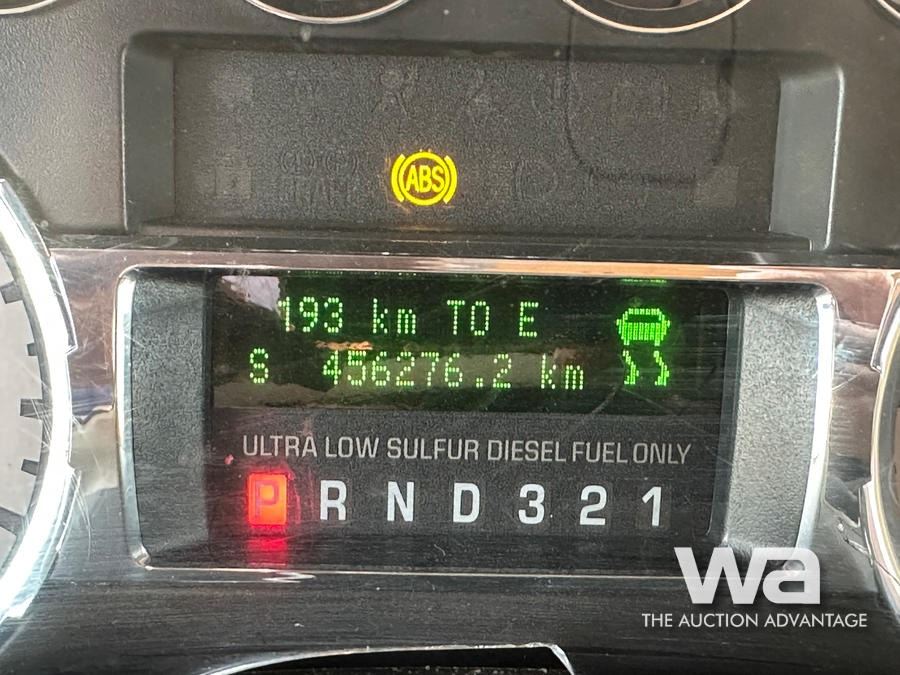 ABS
193 km TO E
S 456276.2 km
ULTRA LOW SULFUR DIESEL FUEL ONLY
P R N D 3 2 1
wa
THE AUCTION ADVANTAGE